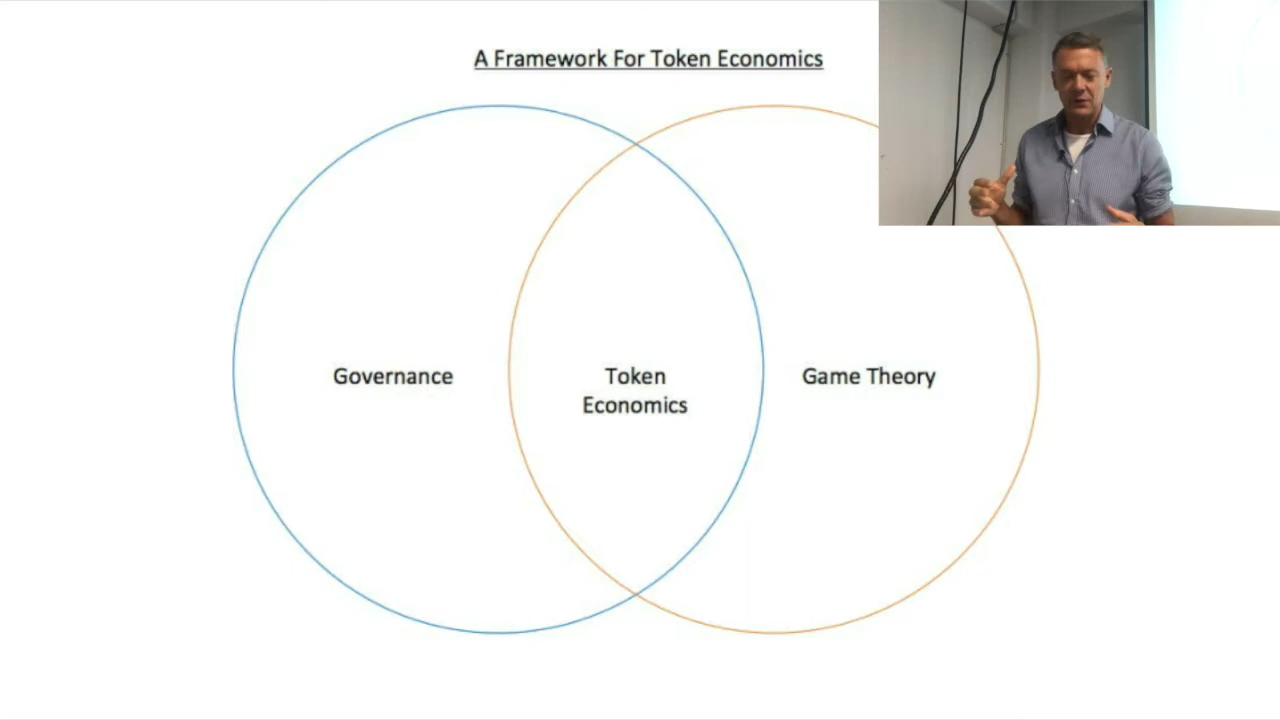 A Framework For Token Economics
Governance
Token
Economics
Game Theory